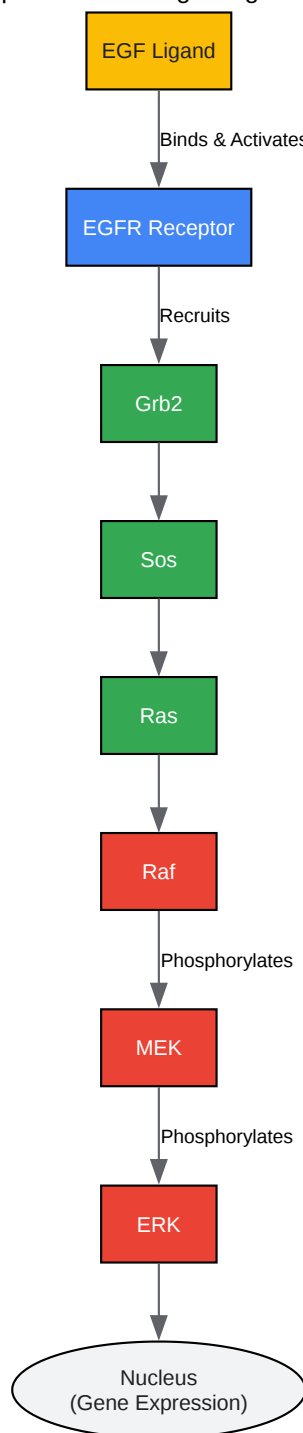 EGF Ligand
Binds & Activates
EGFR Receptor
Recruits
Grb2
Sos
Ras
Raf
Phosphorylates
MEK
Phosphorylates
ERK
Nucleus
(Gene Expression)